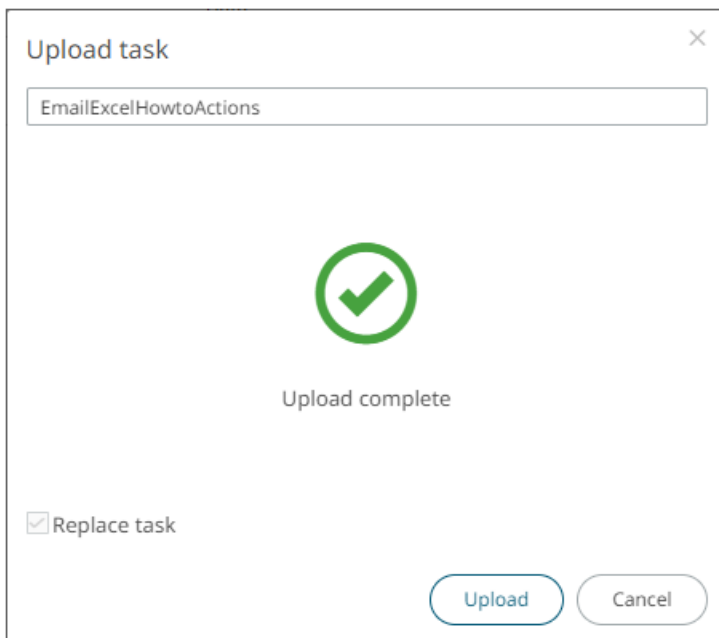 Upload task
EmailExcelHowtoActions
Upload complete
Replace task
Upload Cancel